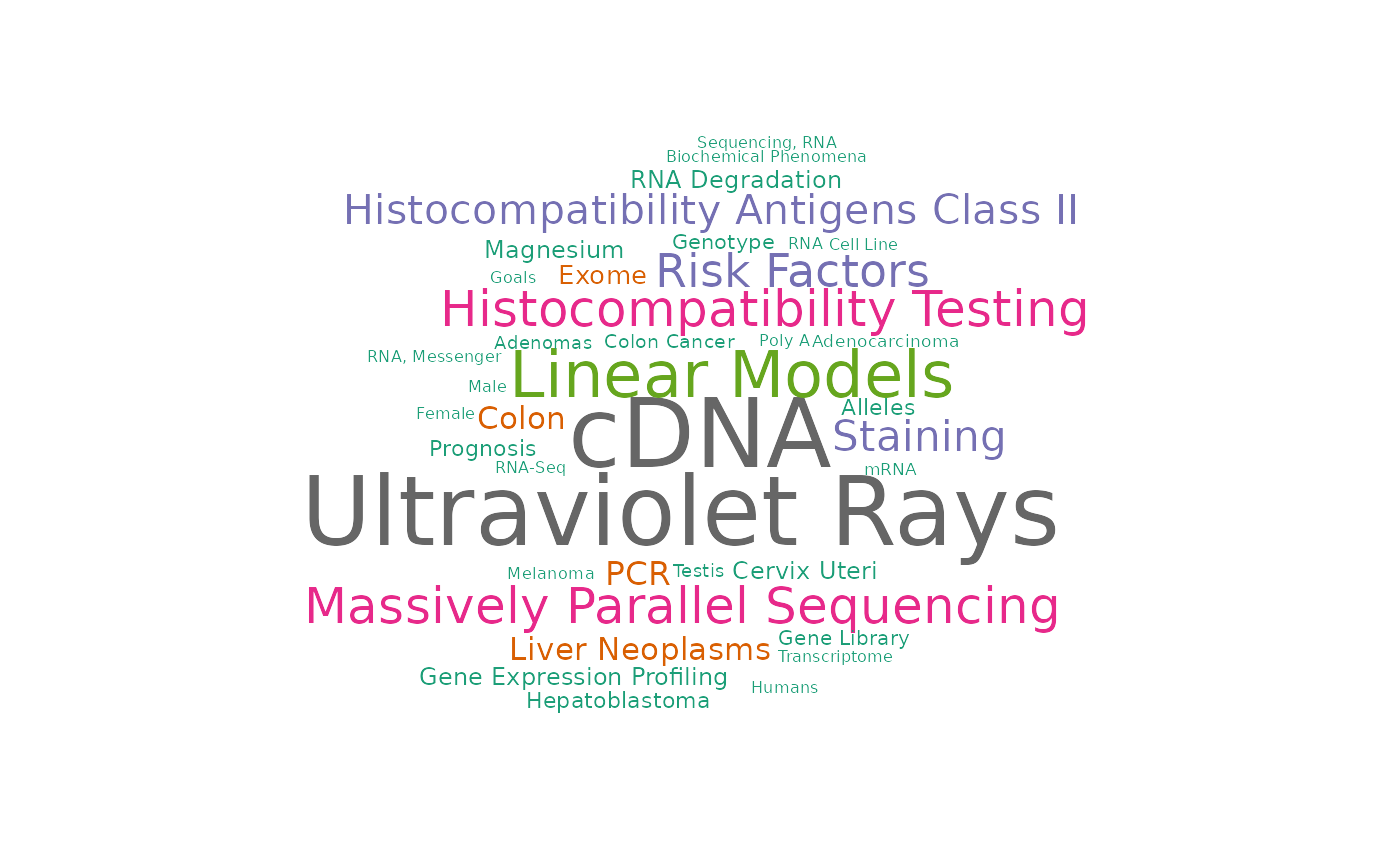 Sequencing, RNA
Biochemical Phenomena
RNA Degradation
Histocompatibility Antigens Class II
Magnesium
Genotype
RNA
Cell Line
Goals
Exome
Risk Factors
Histocompatibility Testing
Adenomas
Colon Cancer
Poly A
Adenocarcinoma
RNA, Messenger
Linear Models
Male
Female
Colon
cDNA
Alleles
Staining
Prognosis
RNA-Seq
mRNA
Ultraviolet Rays
Melanoma
PCR
Testis
Cervix Uteri
Massively Parallel Sequencing
Liver Neoplasms
Gene Library
Transcriptome
Gene Expression Profiling
Humans
Hepatoblastoma